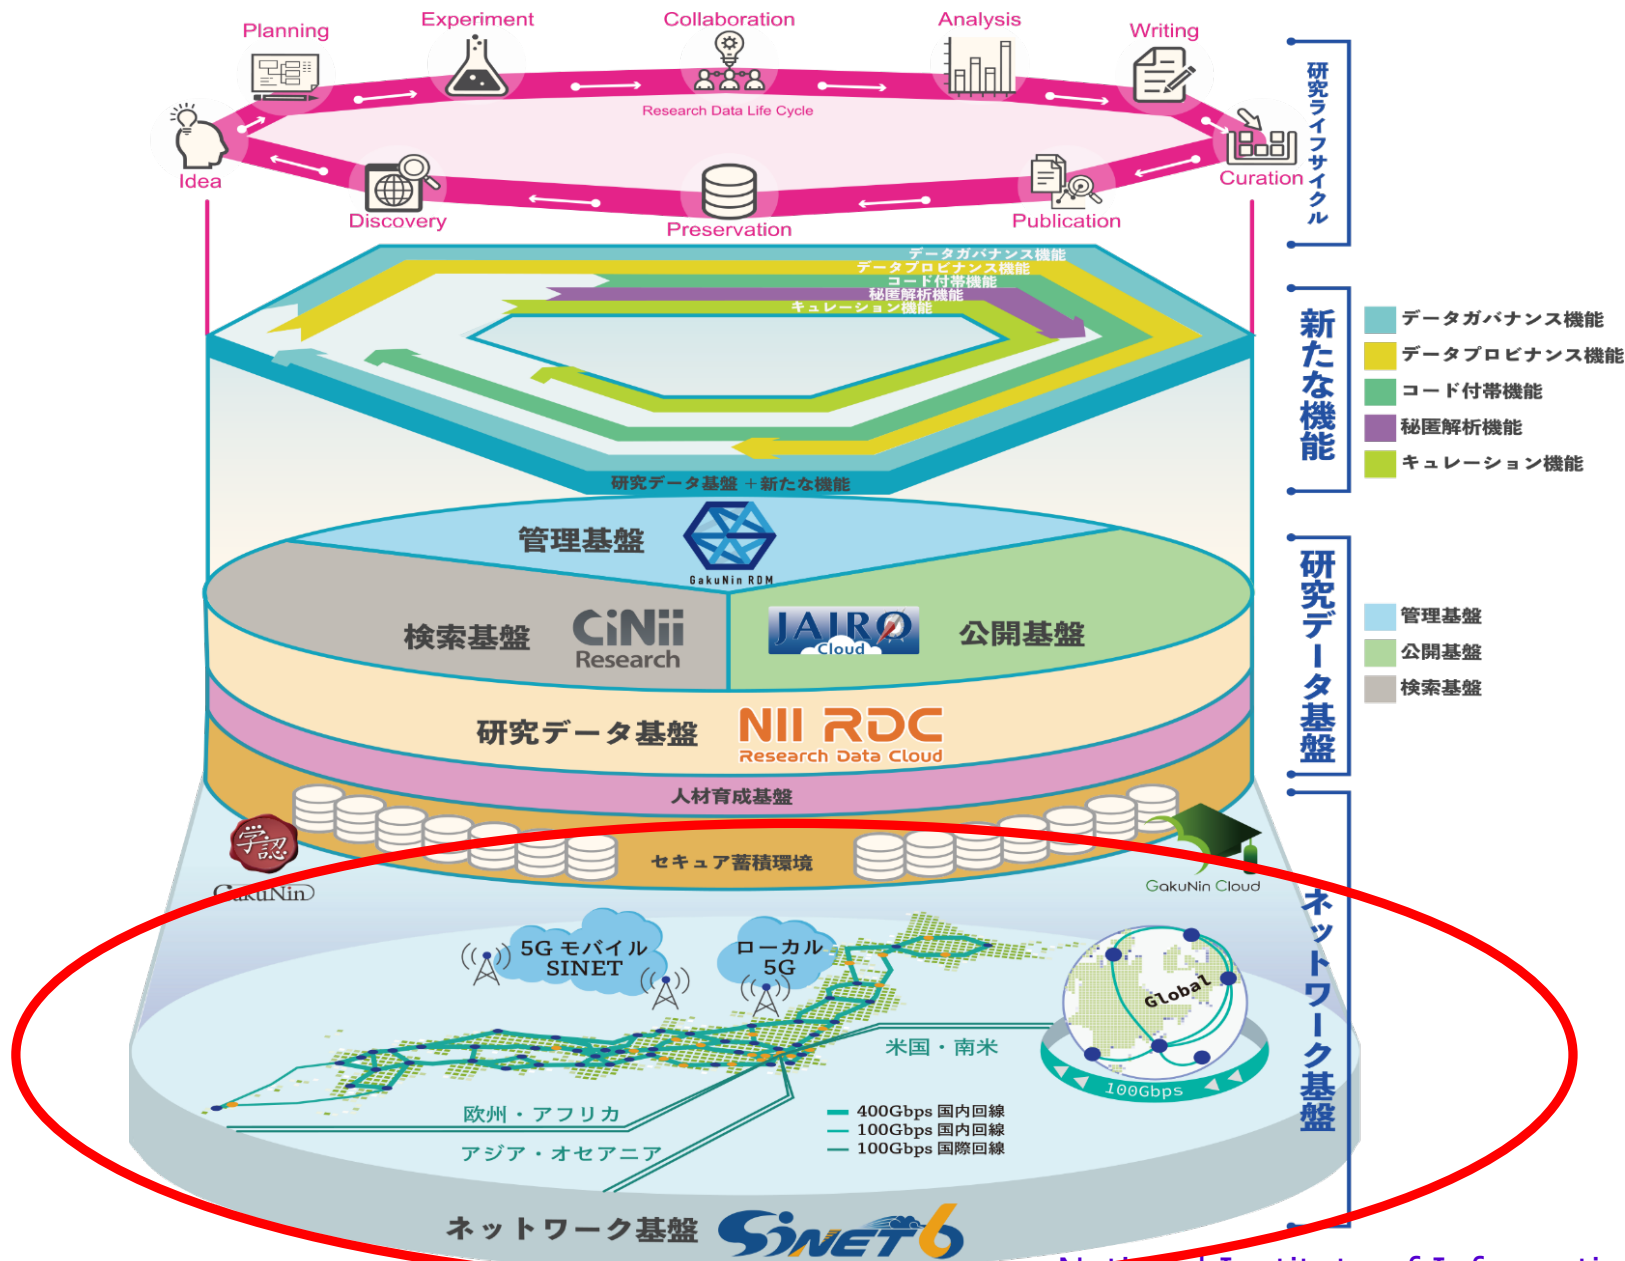 Planning
Experiment
Collaboration
Analysis
Writing
Research Data Life Cycle
Idea
Discovery
Preservation
Publication
Curation
研究ライフサイクル
データガバナンス機能
データプロビナンス機能
コード付帯機能
秘匿解析機能
キュレーション機能
研究データ基盤 ＋新たな機能
新たな機能
データガバナンス機能
データプロビナンス機能
コード付帯機能
秘匿解析機能
キュレーション機能
管理基盤
GakuNin RDM
検索基盤
CiNii
Research
JAIRO
Cloud
公開基盤
研究データ基盤
NII RDC
Research Data Cloud
研究データ基盤
管理基盤
公開基盤
検索基盤
人材育成基盤
セキュア蓄積環境
学認
GakuNin
GakuNin Cloud
5G モバイル
SINET
ローカル
5G
Global
100Gbps
米国・南米
欧州・アフリカ
アジア・オセアニア
400Gbps 国内回線
100Gbps 国内回線
100Gbps 国際回線
ネットワーク基盤
ネットワーク基盤
SINET6